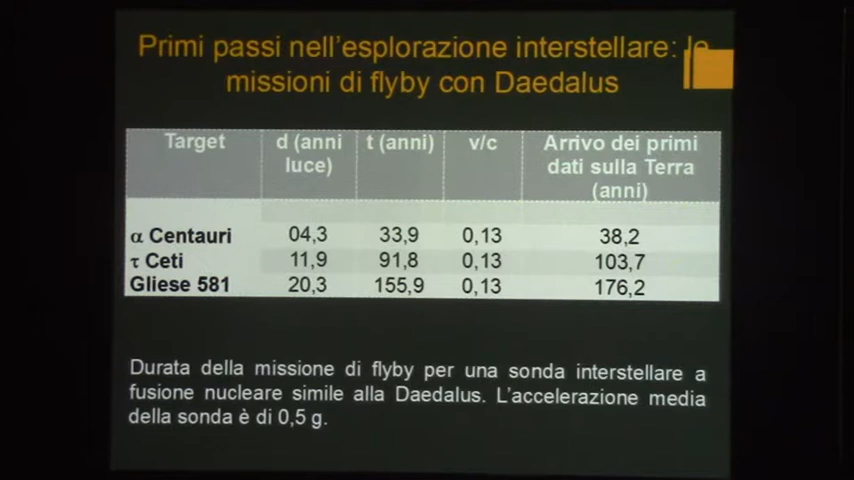 Primi passi nell'esplorazione interstellare: le
missioni di flyby con Daedalus
Target d (anni luce) t (anni) v/c Arrivo dei primi dati sulla Terra (anni)
α Centauri 04,3 33,9 0,13 38,2
τ Ceti 11,9 91,8 0,13 103,7
Gliese 581 20,3 155,9 0,13 176,2
Durata della missione di flyby per una sonda interstellare a
fusione nucleare simile alla Daedalus. L'accelerazione media
della sonda è di 0,5 g.